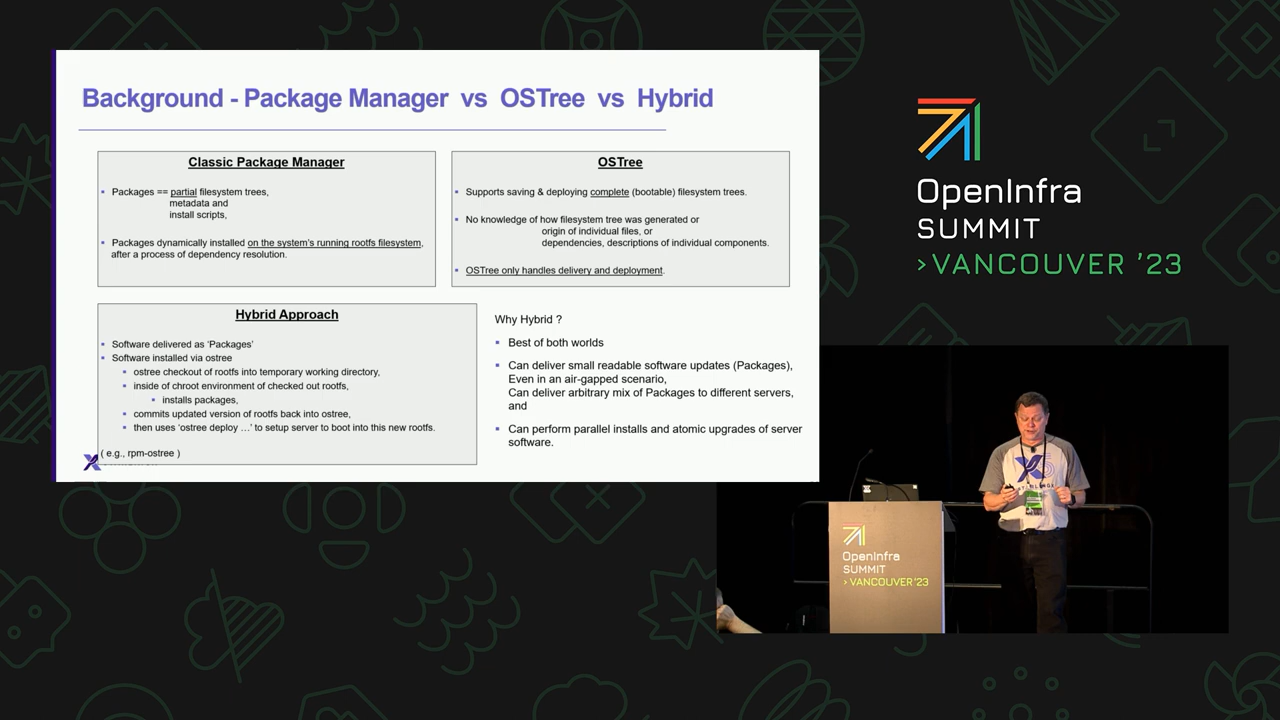 Background - Package Manager vs OSTree vs Hybrid
Classic Package Manager
Packages == partial filesystem trees,
metadata and
install scripts,
Packages dynamically installed on the system's running rootfs filesystem,
after a process of dependency resolution.
OSTree
Supports saving & deploying complete (bootable) filesystem trees.
No knowledge of how filesystem tree was generated or
origin of individual files, or
dependencies, descriptions of individual components.
OSTree only handles delivery and deployment.
Hybrid Approach
Software delivered as 'Packages'
Software installed via ostree
ostree checkout of rootfs into temporary working directory,
inside of chroot environment of checked out rootfs,
installs packages,
commits updated version of rootfs back into ostree,
then uses 'ostree deploy …' to setup server to boot into this new rootfs.
( e.g., rpm-ostree )
Why Hybrid ?
Best of both worlds
Can deliver small readable software updates (Packages),
Even in an air-gapped scenario,
Can deliver arbitrary mix of Packages to different servers,
and
Can perform parallel installs and atomic upgrades of server
software.
OpenInfra
SUMMIT
>VANCOUVER '23
OpenInfra
SUMMIT
> VANCOUVER '23